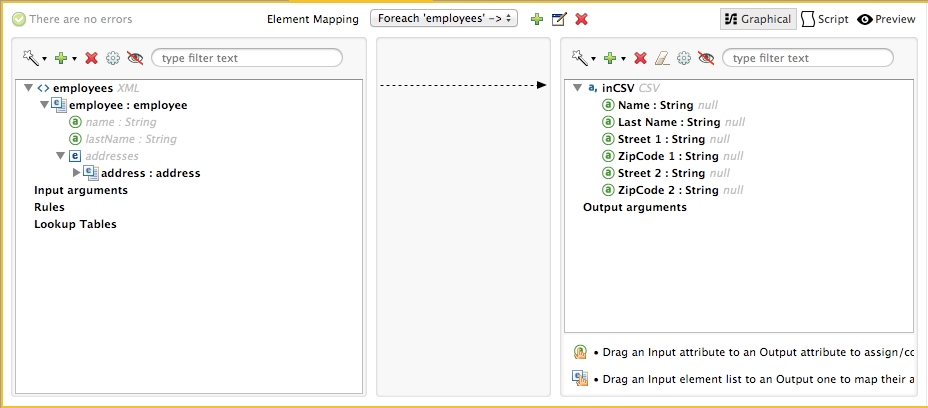 There are no errors
Element Mapping
Foreach 'employees' ->
Graphical
Script
Preview
type filter text
employees XML
employee : employee
name : String
lastName : String
addresses
address : address
Input arguments
Rules
Lookup Tables
type filter text
inCSV CSV
Name : String null
Last Name : String null
Street 1 : String null
ZipCode 1 : String null
Street 2 : String null
ZipCode 2 : String null
Output arguments
• Drag an Input attribute to an Output attribute to assign/co
• Drag an Input element list to an Output one to map their a